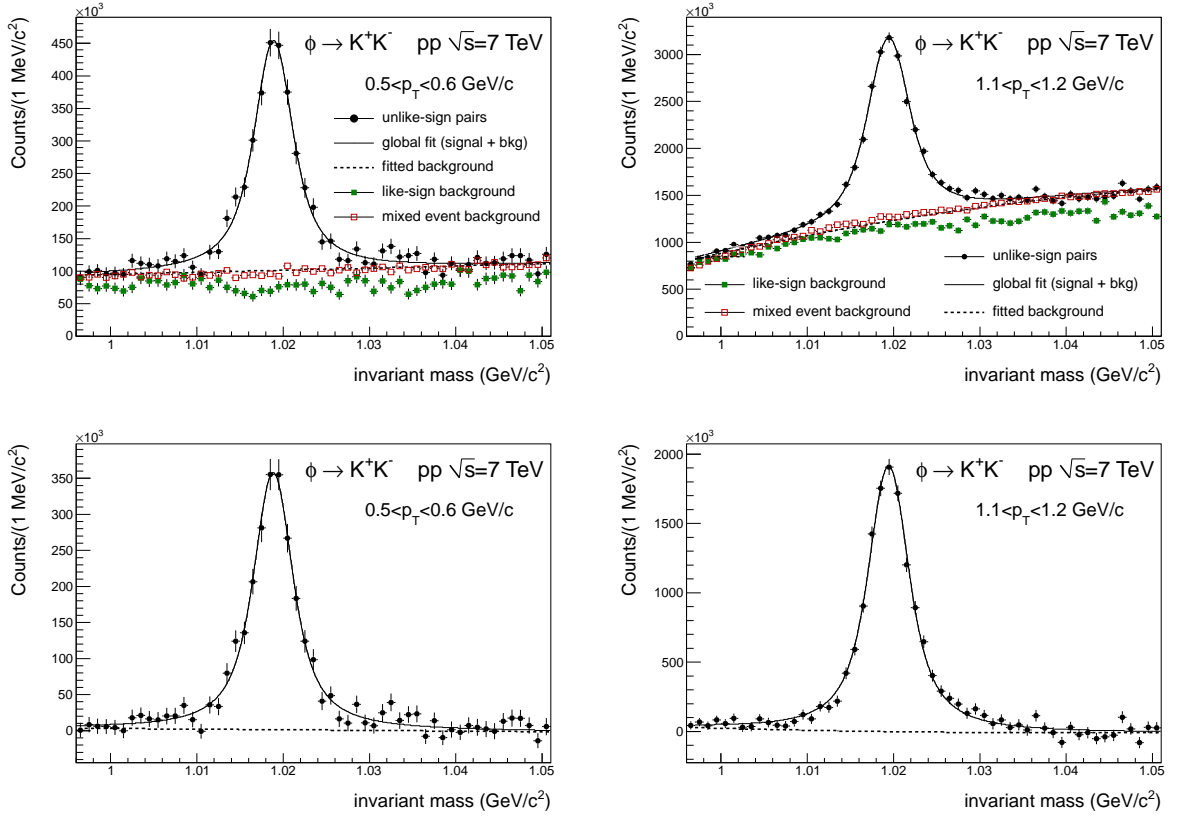 ×10³
φ → K⁺K⁻ pp √s=7 TeV
0.5<p_T<0.6 GeV/c
unlike-sign pairs
global fit (signal + bkg)
fitted background
like-sign background
mixed event background
Counts/(1 MeV/c²)
450
400
350
300
250
200
150
100
50
0
1 1.01 1.02 1.03 1.04 1.05
invariant mass (GeV/c²)
×10³
φ → K⁺K⁻ pp √s=7 TeV
1.1<p_T<1.2 GeV/c
Counts/(1 MeV/c²)
3000
2500
2000
1500
1000
500
0
unlike-sign pairs
like-sign background
global fit (signal + bkg)
mixed event background
fitted background
1 1.01 1.02 1.03 1.04 1.05
invariant mass (GeV/c²)
×10³
φ → K⁺K⁻ pp √s=7 TeV
0.5<p_T<0.6 GeV/c
Counts/(1 MeV/c²)
350
300
250
200
150
100
50
0
1 1.01 1.02 1.03 1.04 1.05
invariant mass (GeV/c²)
×10³
φ → K⁺K⁻ pp √s=7 TeV
1.1<p_T<1.2 GeV/c
Counts/(1 MeV/c²)
2000
1500
1000
500
0
1 1.01 1.02 1.03 1.04 1.05
invariant mass (GeV/c²)